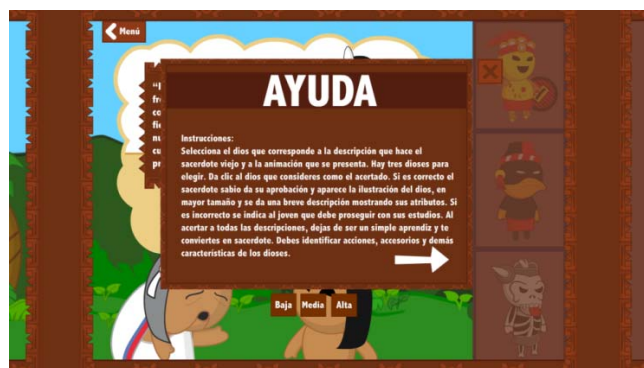 Menú
AYUDA
Instrucciones:
Selecciona el dios que corresponde a la descripción que hace el
sacerdote viejo y a la animación que se presenta. Hay tres dioses para
elegir. Da clic al dios que consideres como el acertado. Si es correcto el
sacerdote sabio da su aprobación y aparece la ilustración del dios, en
mayor tamaño y se da una breve descripción mostrando sus atributos. Si
es incorrecto se indica al joven que debe proseguir con sus estudios. Al
acertar a todas las descripciones, dejas de ser un simple aprendiz y te
conviertes en sacerdote. Debes identificar acciones, accesorios y demás
características de los dioses.
Baja Media Alta